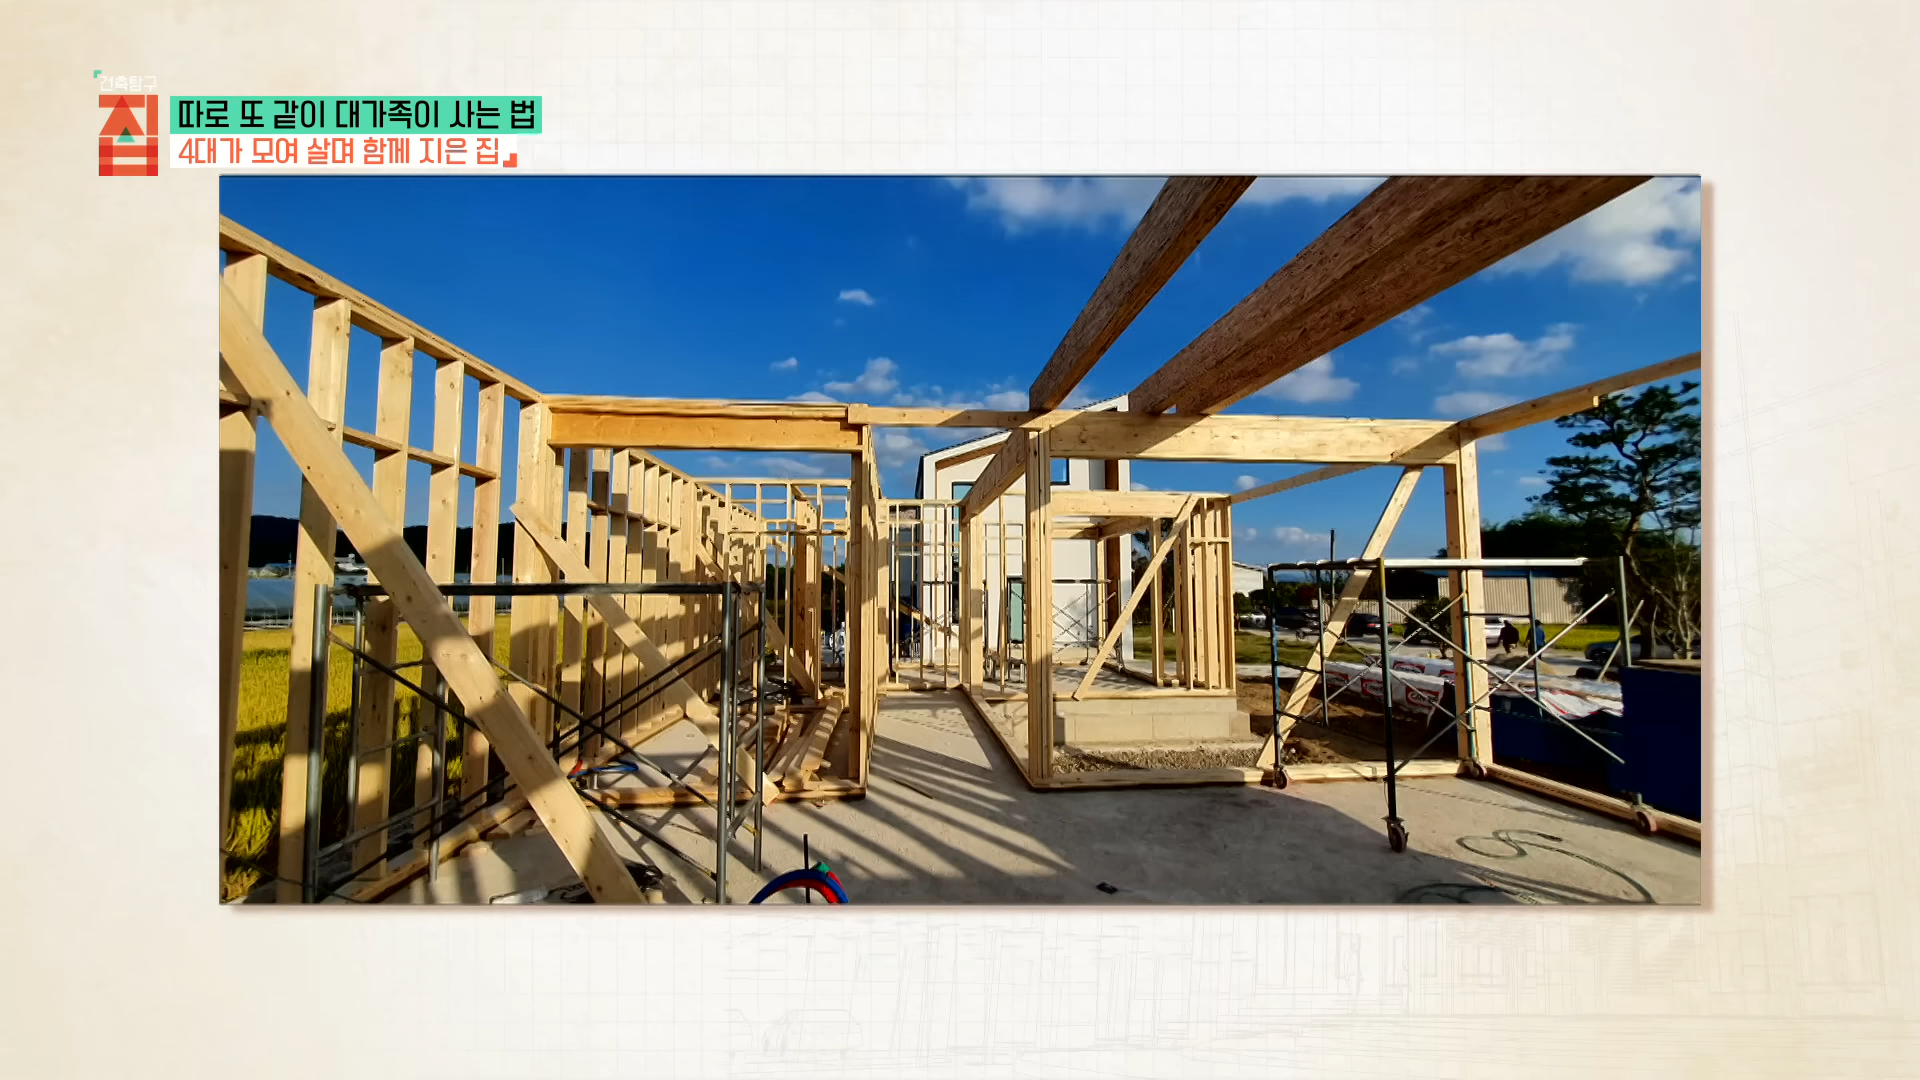 건축탐구
집
따로 또 같이 대가족이 사는 법
4대가 모여 살며 함께 지은 집